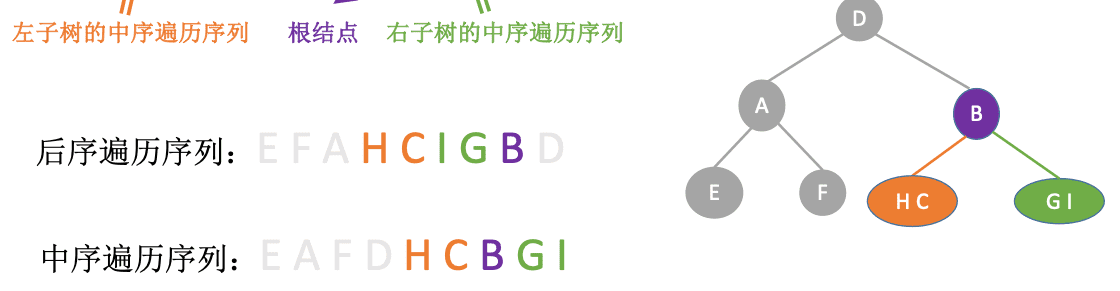 左子树的中序遍历序列 根结点 右子树的中序遍历序列
后序遍历序列：E F A H C I G B D
中序遍历序列：E A F D H C B G I
D
A B
E F H C G I